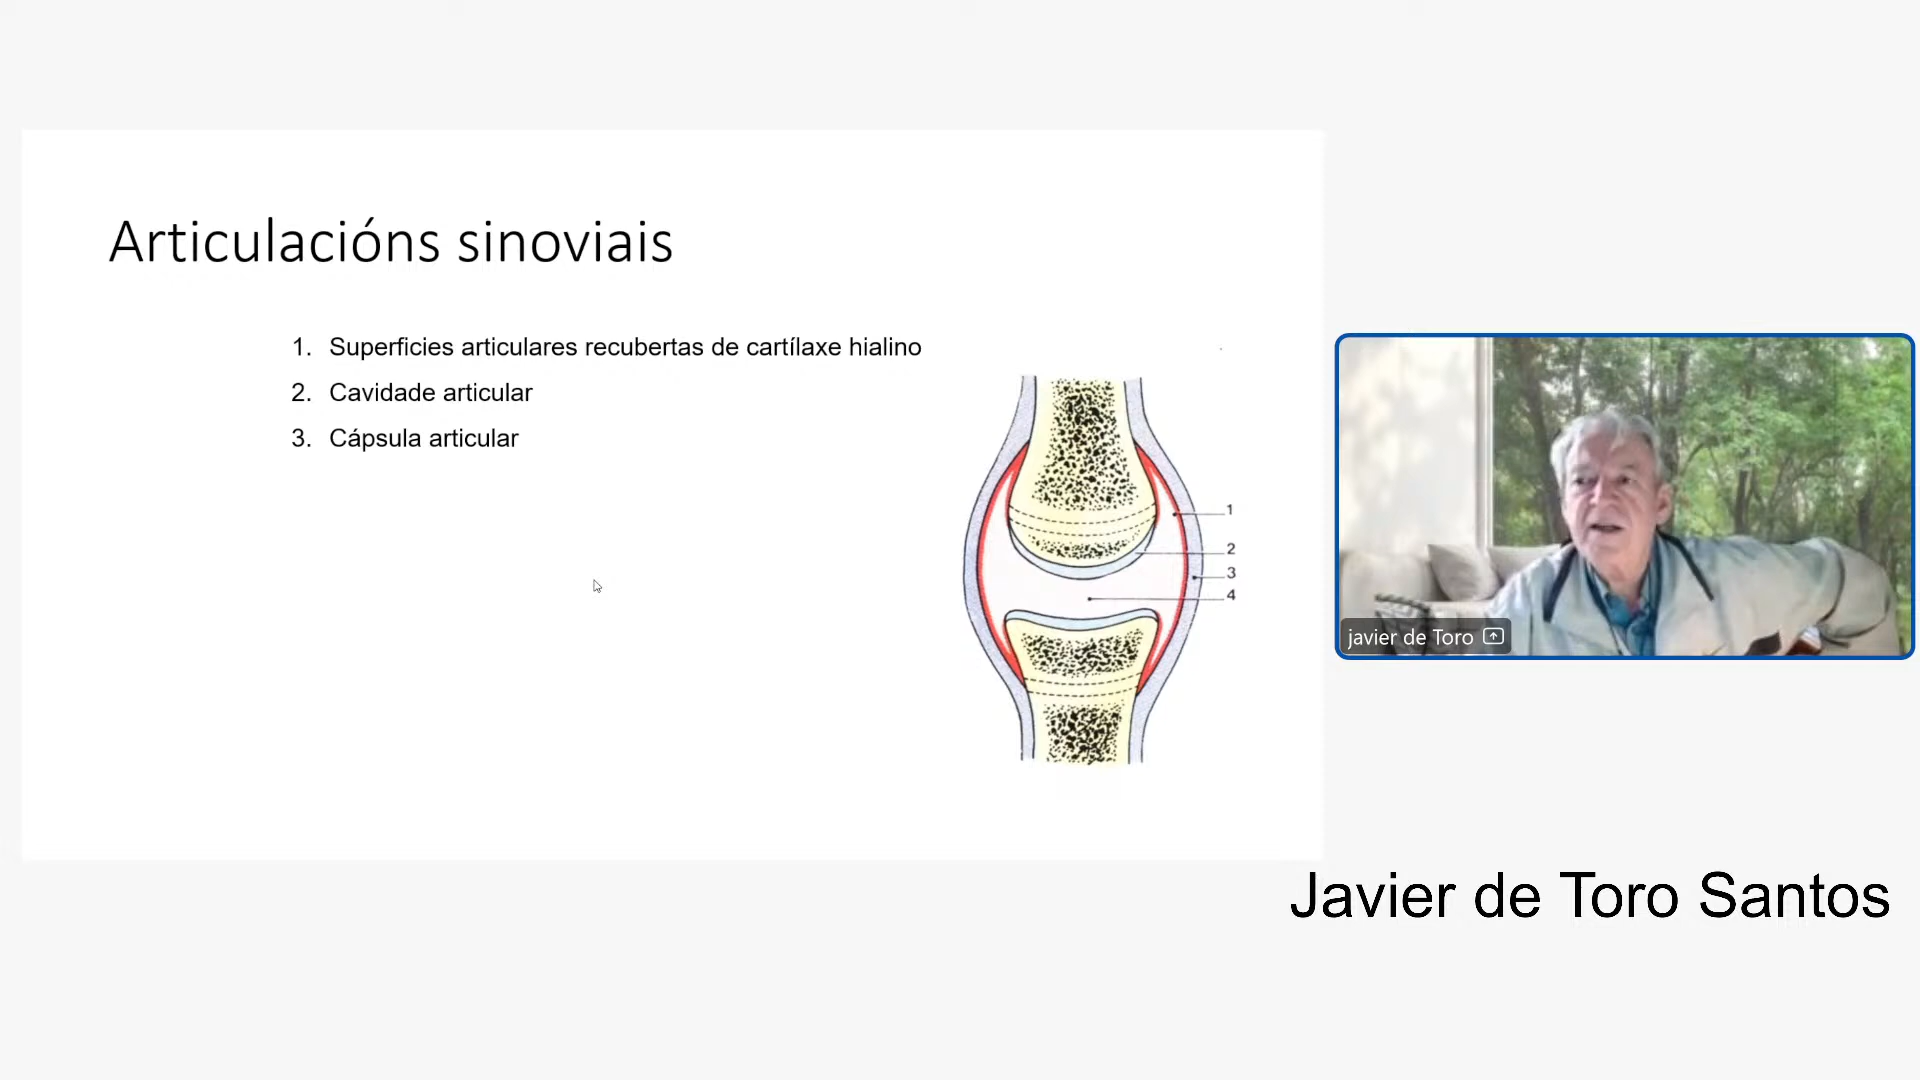 Articulacións sinoviais
1. Superficies articulares recubertas de cartílaxe hialino
2. Cavidade articular
3. Cápsula articular
1
2
3
4
javier de Toro
Javier de Toro Santos